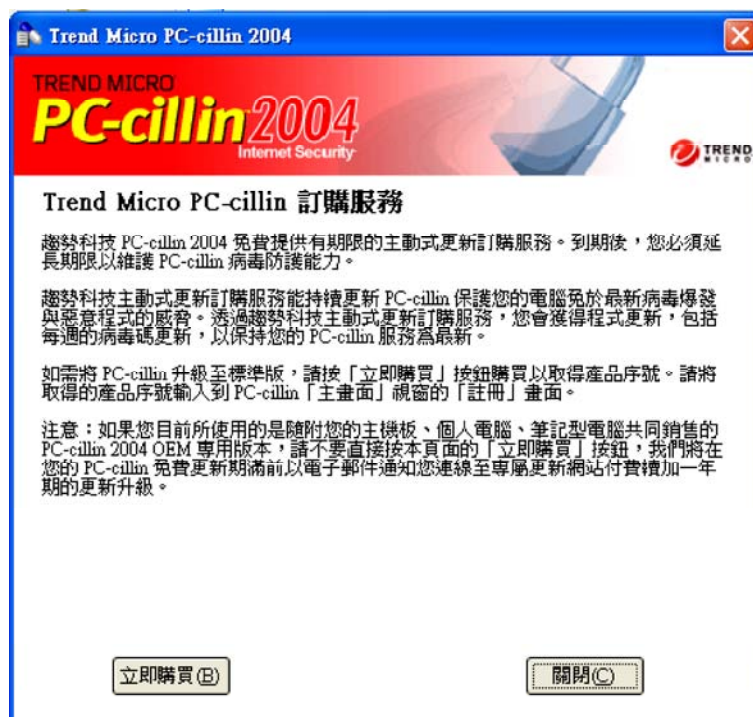 Trend Micro PC-cillin 2004
TREND MICRO
PC-cillin 2004
Internet Security
TREND
MICRO
Trend Micro PC-cillin 訂購服務
趨勢科技 PC-cillin 2004 免費提供有期限的主動式更新訂購服務。到期後，您必須延
長期限以維護 PC-cillin 病毒防護能力。
趨勢科技主動式更新訂購服務能持續更新 PC-cillin 保護您的電腦免於最新病毒爆發
與惡意程式的威脅。透過趨勢科技主動式更新訂購服務，您會獲得程式更新，包括
每週的病毒碼更新，以保持您的 PC-cillin 服務為最新。
如需將 PC-cillin 升級至標準版，請按「立即購買」按鈕購買以取得產品序號。請將
取得的產品序號輸入到 PC-cillin「主畫面」視窗的「註冊」畫面。
注意：如果您目前所使用的是隨附您的主機板、個人電腦、筆記型電腦共同銷售的
PC-cillin 2004 OEM 專用版本，請不要直接按本頁面的「立即購買」按鈕，我們將在
您的 PC-cillin 免費更新期滿前以電子郵件通知您連線至專屬更新網站付費續加一年
期的更新升級。
立即購買(B)
關閉(C)